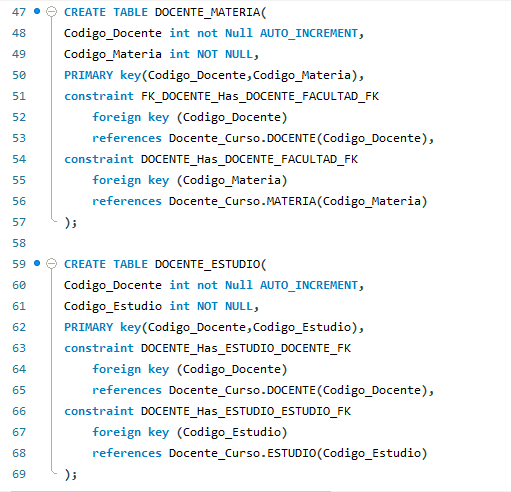 47 CREATE TABLE DOCENTE_MATERIA(
48 Codigo_Docente int not Null AUTO_INCREMENT,
49 Codigo_Materia int NOT NULL,
50 PRIMARY key(Codigo_Docente,Codigo_Materia),
51 constraint FK_DOCENTE_Has_DOCENTE_FACULTAD_FK
52 foreign key (Codigo_Docente)
53 references Docente_Curso.DOCENTE(Codigo_Docente),
54 constraint DOCENTE_Has_DOCENTE_FACULTAD_FK
55 foreign key (Codigo_Materia)
56 references Docente_Curso.MATERIA(Codigo_Materia)
57 );
58
59 CREATE TABLE DOCENTE_ESTUDIO(
60 Codigo_Docente int not Null AUTO_INCREMENT,
61 Codigo_Estudio int NOT NULL,
62 PRIMARY key(Codigo_Docente,Codigo_Estudio),
63 constraint DOCENTE_Has_ESTUDIO_DOCENTE_FK
64 foreign key (Codigo_Docente)
65 references Docente_Curso.DOCENTE(Codigo_Docente),
66 constraint DOCENTE_Has_ESTUDIO_ESTUDIO_FK
67 foreign key (Codigo_Estudio)
68 references Docente_Curso.ESTUDIO(Codigo_Estudio)
69 );